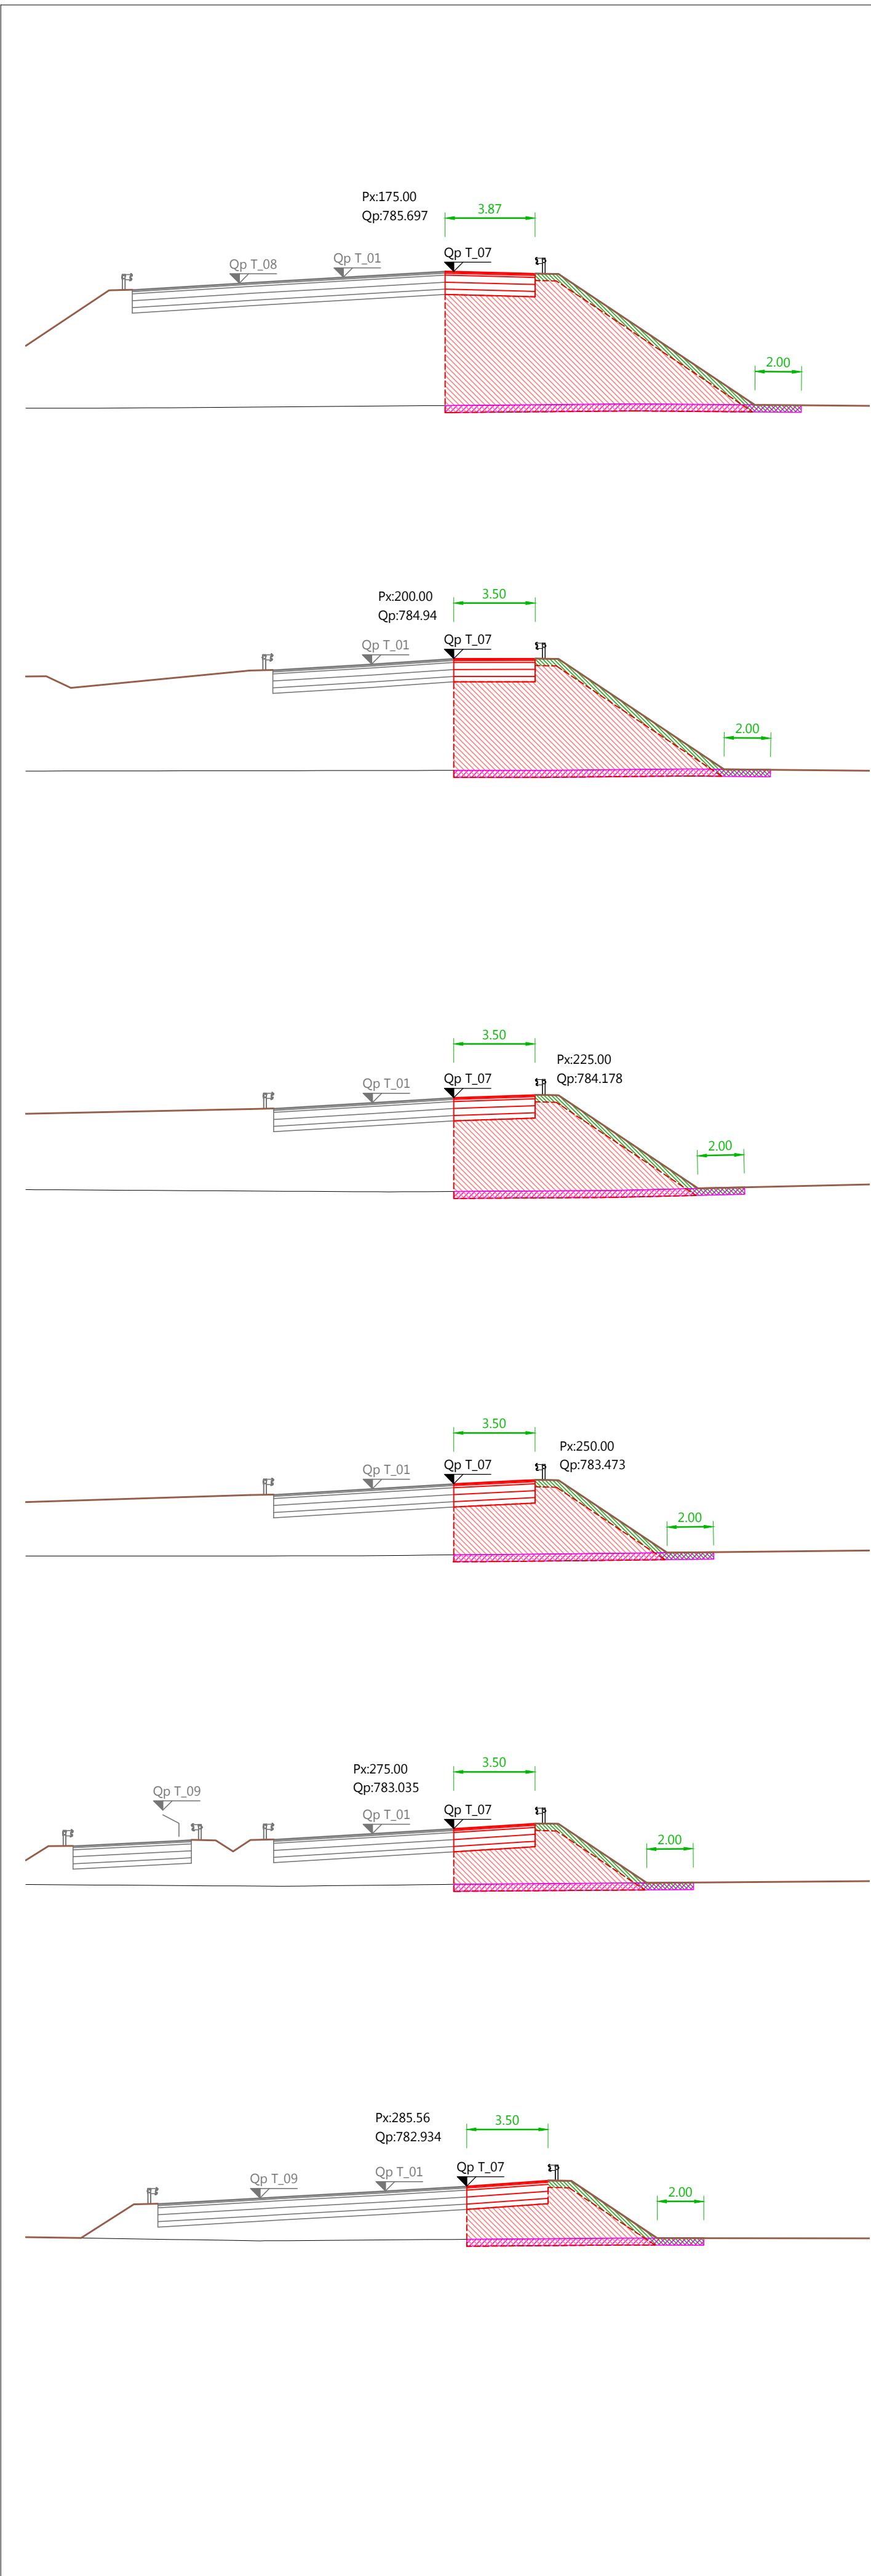 Px:175.00
Qp:785.697
3.87
Qp T_08
Qp T_01
Qp T_07
2.00
Px:200.00
Qp:784.94
3.50
Qp T_01
Qp T_07
2.00
3.50
Px:225.00
Qp:784.178
Qp T_01
Qp T_07
2.00
3.50
Px:250.00
Qp:783.473
Qp T_01
Qp T_07
2.00
Px:275.00
Qp:783.035
3.50
Qp T_09
Qp T_01
Qp T_07
2.00
Px:285.56
Qp:782.934
3.50
Qp T_09
Qp T_01
Qp T_07
2.00